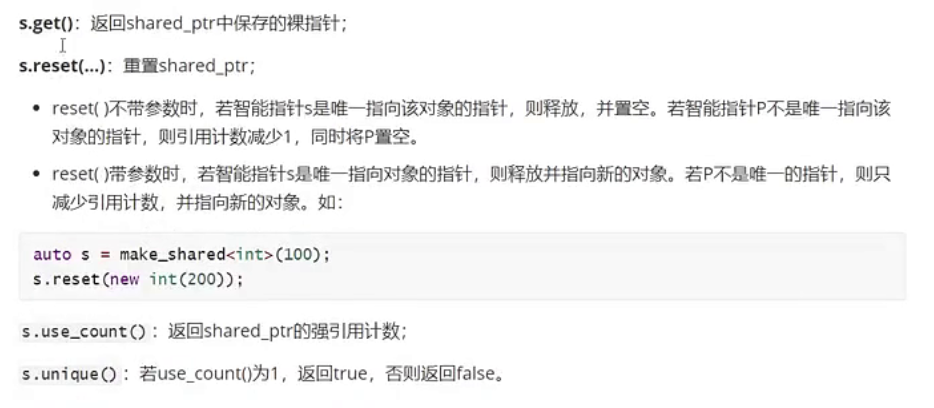 s.get()：返回shared_ptr中保存的裸指针；
s.reset(...)：重置shared_ptr；
• reset( )不带参数时，若智能指针s是唯一指向该对象的指针，则释放，并置空。若智能指针P不是唯一指向该
对象的指针，则引用计数减少1，同时将P置空。
• reset( )带参数时，若智能指针s是唯一指向对象的指针，则释放并指向新的对象。若P不是唯一的指针，则只
减少引用计数，并指向新的对象。如：
auto s = make_shared<int>(100);
s.reset(new int(200));
s.use_count()：返回shared_ptr的强引用计数；
s.unique()：若use_count()为1，返回true，否则返回false。